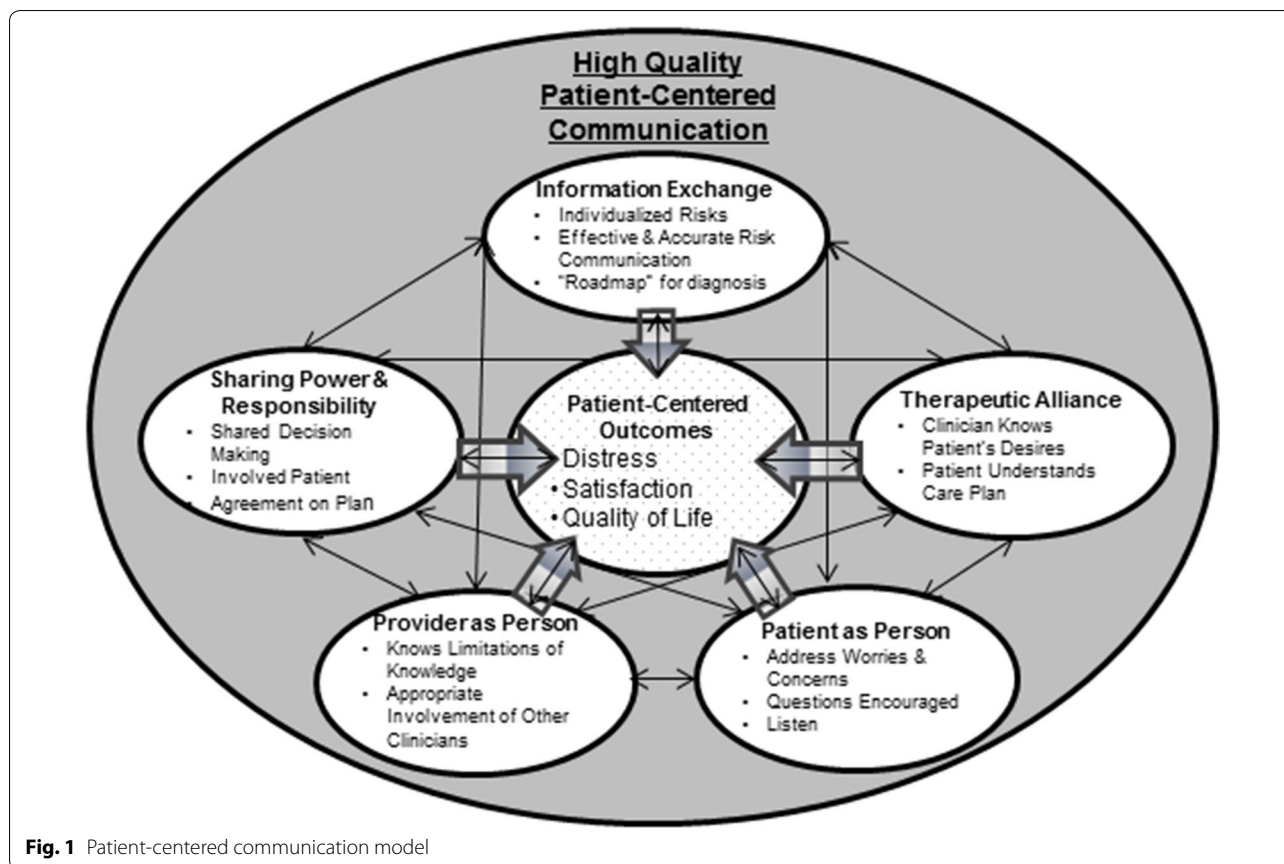 High Quality
Patient-Centered
Communication
Information Exchange
• Individualized Risks
• Effective & Accurate Risk
Communication
• "Roadmap" for diagnosis
Sharing Power &
Responsibility
• Shared Decision
Making
• Involved Patient
• Agreement on Plan
Patient-Centered
Outcomes
• Distress
• Satisfaction
• Quality of Life
Therapeutic Alliance
• Clinician Knows
Patient's Desires
• Patient Understands
Care Plan
Provider as Person
• Knows Limitations of
Knowledge
• Appropriate
Involvement of Other
Clinicians
Patient as Person
• Address Worries &
Concerns
• Questions Encouraged
• Listen
Fig. 1 Patient-centered communication model